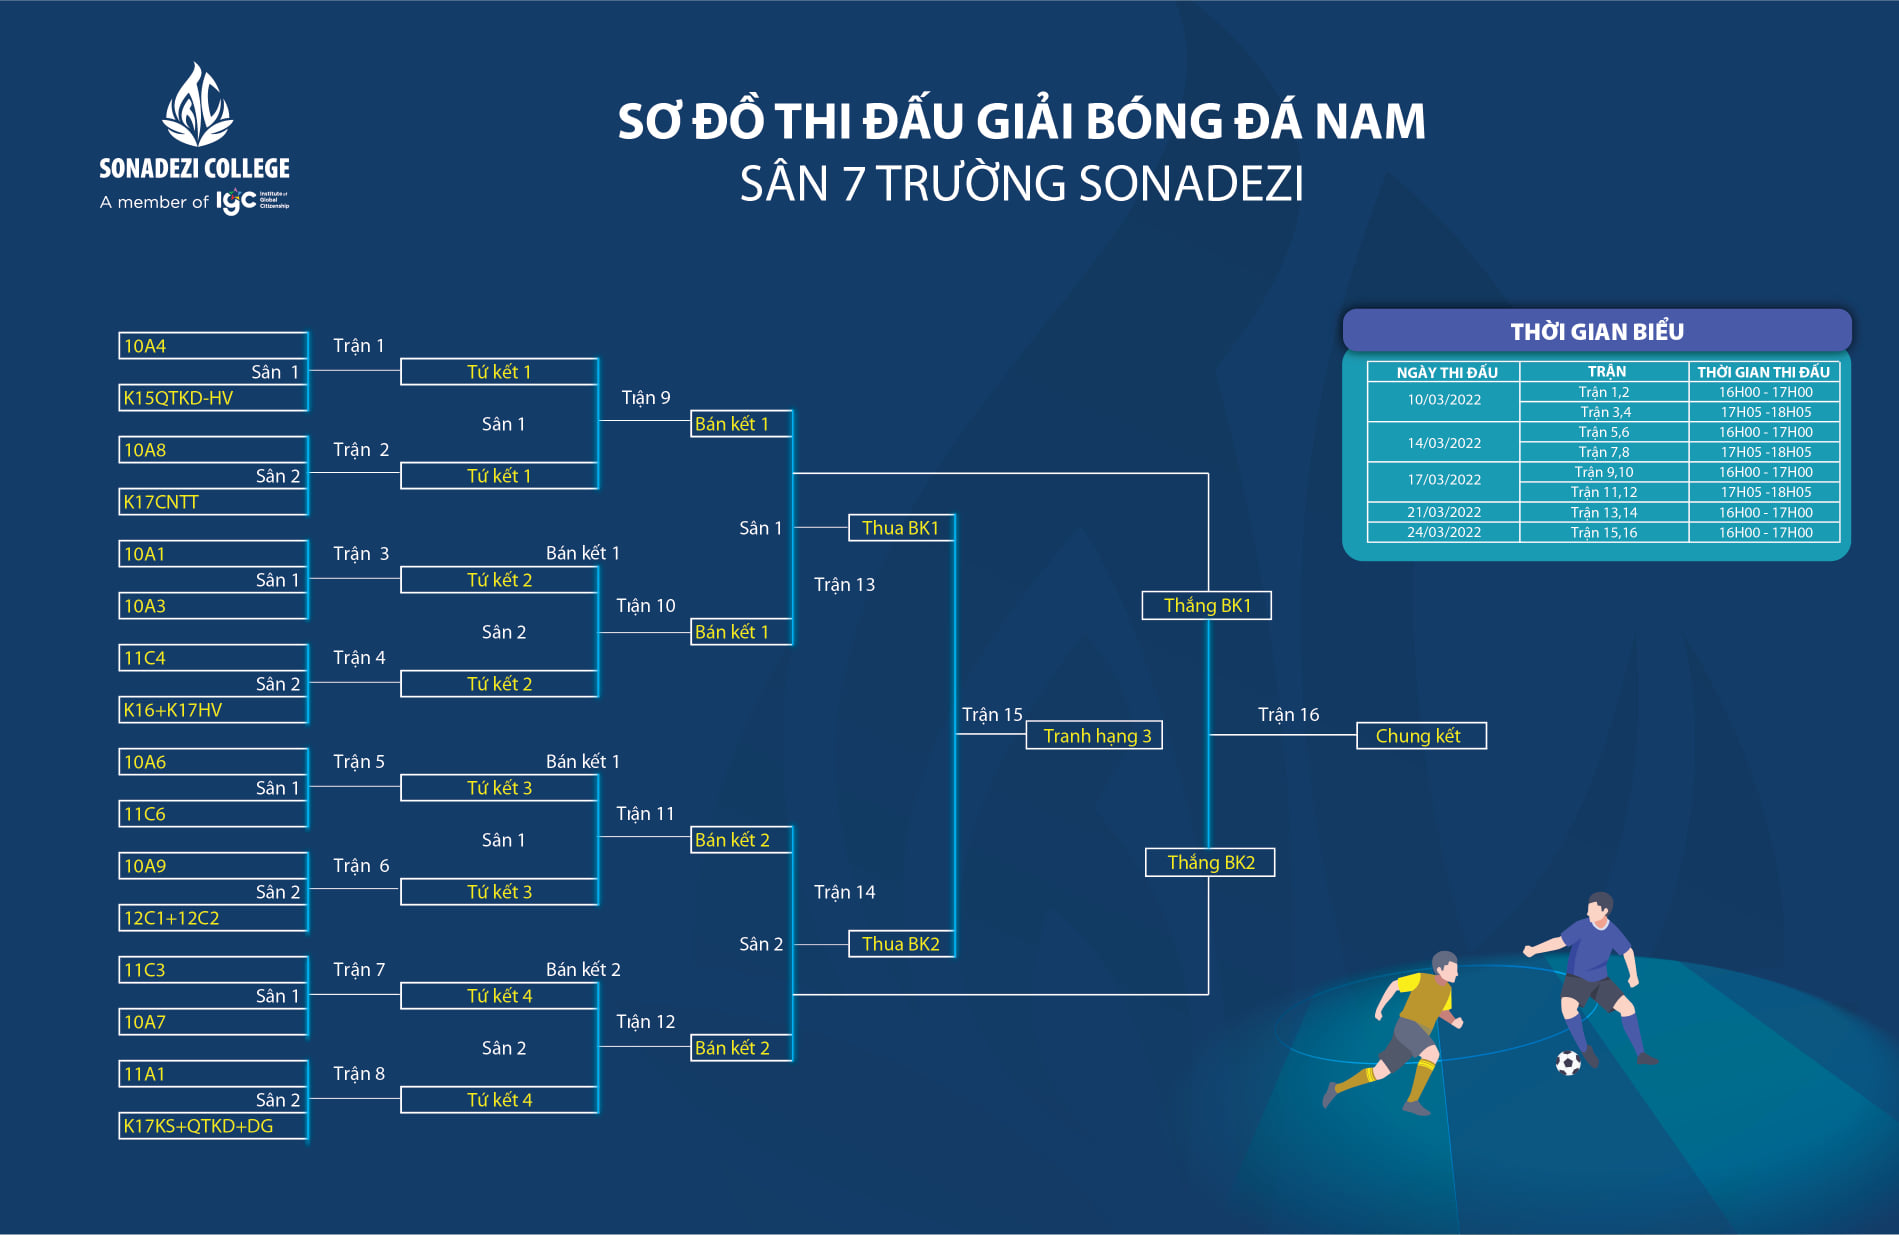 SONADEZI COLLEGE
A member of IGC Institute of Global Citizenship
SƠ ĐỒ THI ĐẤU GIẢI BÓNG ĐÁ NAM
SÂN 7 TRƯỜNG SONADEZI
10A4
Trận 1
Sân 1
K15QTKD-HV
Tứ kết 1
10A8
Trận 2
Sân 2
K17CNTT
Tứ kết 1
Sân 1
Trận 9
Bán kết 1
10A1
Trận 3
Sân 1
10A3
Bán kết 1
Tứ kết 2
11C4
Trận 4
Sân 2
K16+K17HV
Tứ kết 2
Sân 2
Trận 10
Bán kết 1
10A6
Trận 5
Sân 1
11C6
Bán kết 1
Tứ kết 3
10A9
Trận 6
Sân 2
12C1+12C2
Tứ kết 3
Sân 1
Trận 11
Bán kết 2
11C3
Trận 7
Sân 1
10A7
Bán kết 2
Tứ kết 4
11A1
Trận 8
Sân 2
K17KS+QTKD+DG
Tứ kết 4
Sân 2
Trận 12
Bán kết 2
Sân 1
Thua BK1
Trận 13
Trận 14
Sân 2
Thua BK2
Trận 15
Tranh hạng 3
Thắng BK1
Trận 16
Chung kết
Thắng BK2
THỜI GIAN BIỂU
NGÀY THI ĐẤU TRẬN THỜI GIAN THI ĐẤU
10/03/2022 Trận 1,2 16H00 - 17H00
Trận 3,4 17H05 -18H05
14/03/2022 Trận 5,6 16H00 - 17H00
Trận 7,8 17H05 -18H05
17/03/2022 Trận 9,10 16H00 - 17H00
Trận 11,12 17H05 -18H05
21/03/2022 Trận 13,14 16H00 - 17H00
24/03/2022 Trận 15,16 16H00 - 17H00